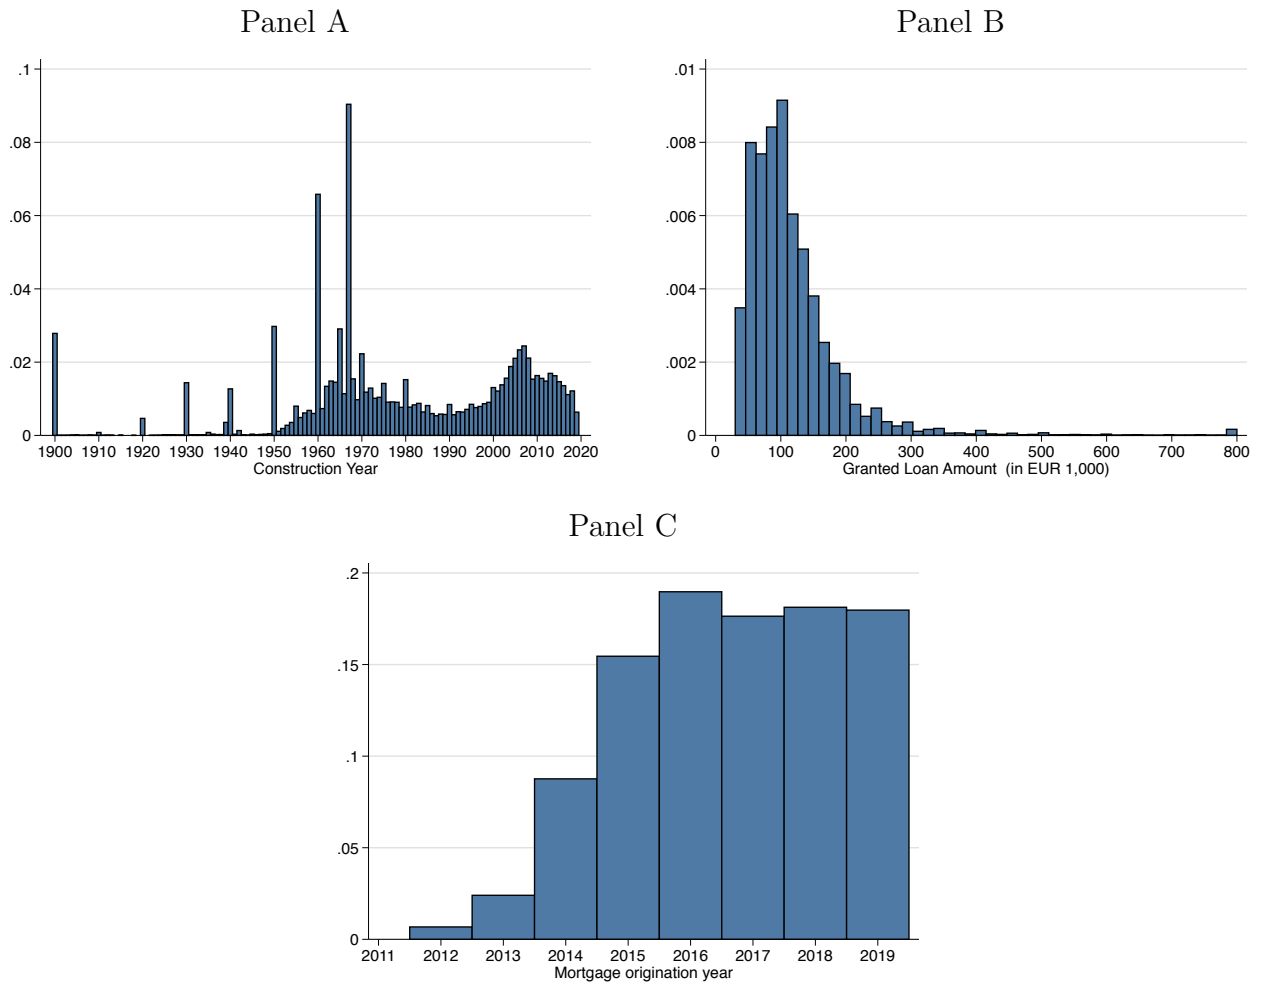 Panel A
.1
.08
.06
.04
.02
0
1900 1910 1920 1930 1940 1950 1960 1970 1980 1990 2000 2010 2020
Construction Year
Panel B
.01
.008
.006
.004
.002
0
0 100 200 300 400 500 600 700 800
Granted Loan Amount (in EUR 1,000)
Panel C
.2
.15
.1
.05
0
2011 2012 2013 2014 2015 2016 2017 2018 2019
Mortgage origination year